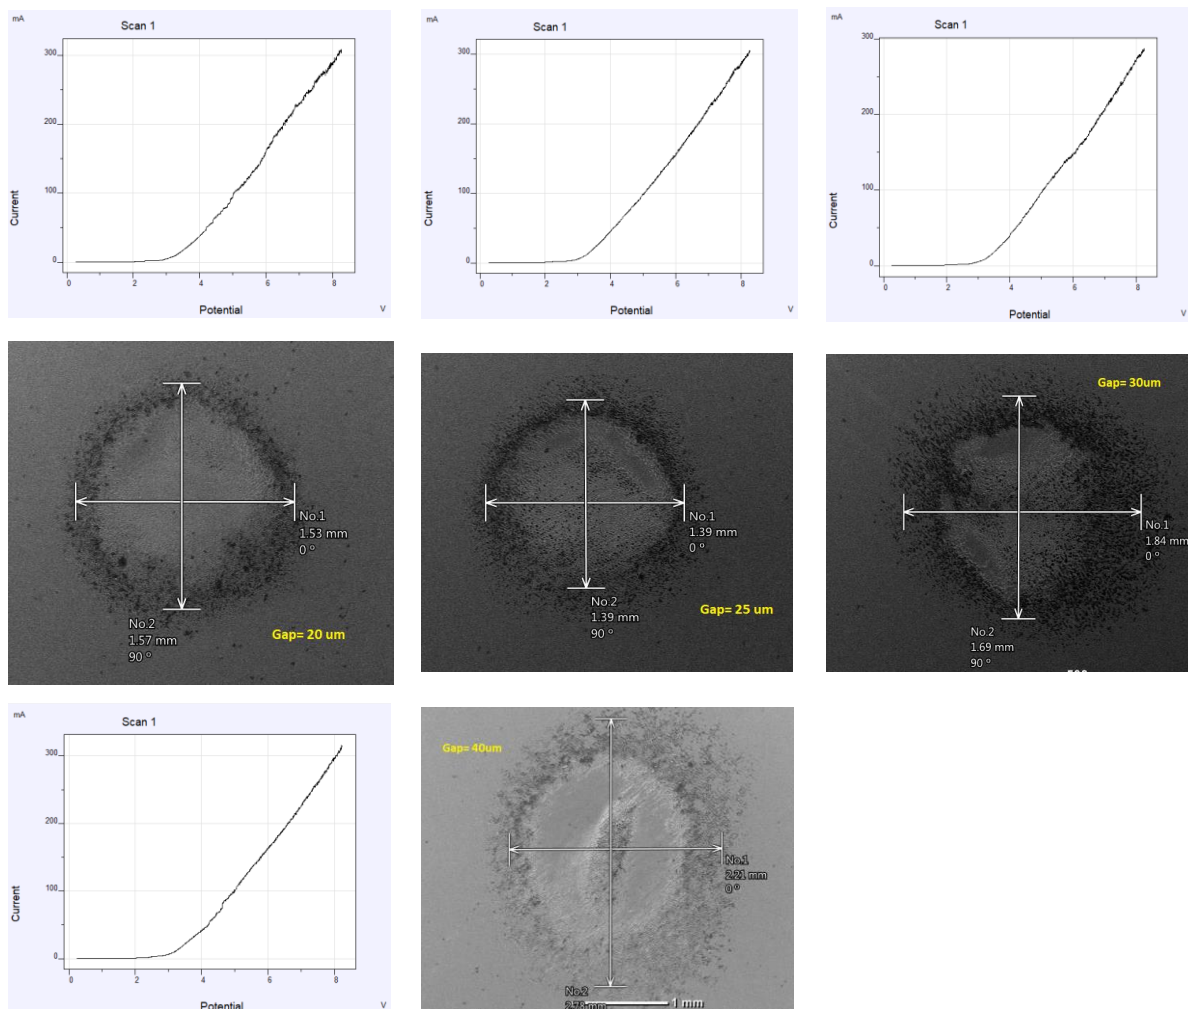 mA
Scan 1
300
200
100
0
Current
0
2
4
6
8
Potential
V
mA
Scan 1
300
200
100
0
Current
0
2
4
6
8
Potential
V
mA
Scan 1
300
200
100
0
Current
0
2
4
6
8
Potential
V
No.1
1.53 mm
0 º
No.2
1.57 mm
90 º
Gap= 20 um
No.1
1.39 mm
0 º
No.2
1.39 mm
90 º
Gap= 25 um
Gap= 30um
No.1
1.84 mm
0 º
No.2
1.69 mm
90 º
mA
Scan 1
300
200
100
0
Current
0
2
4
6
8
Potential
V
Gap= 40um
No.1
2.21 mm
0 º
No.2
2.78 mm
1 mm